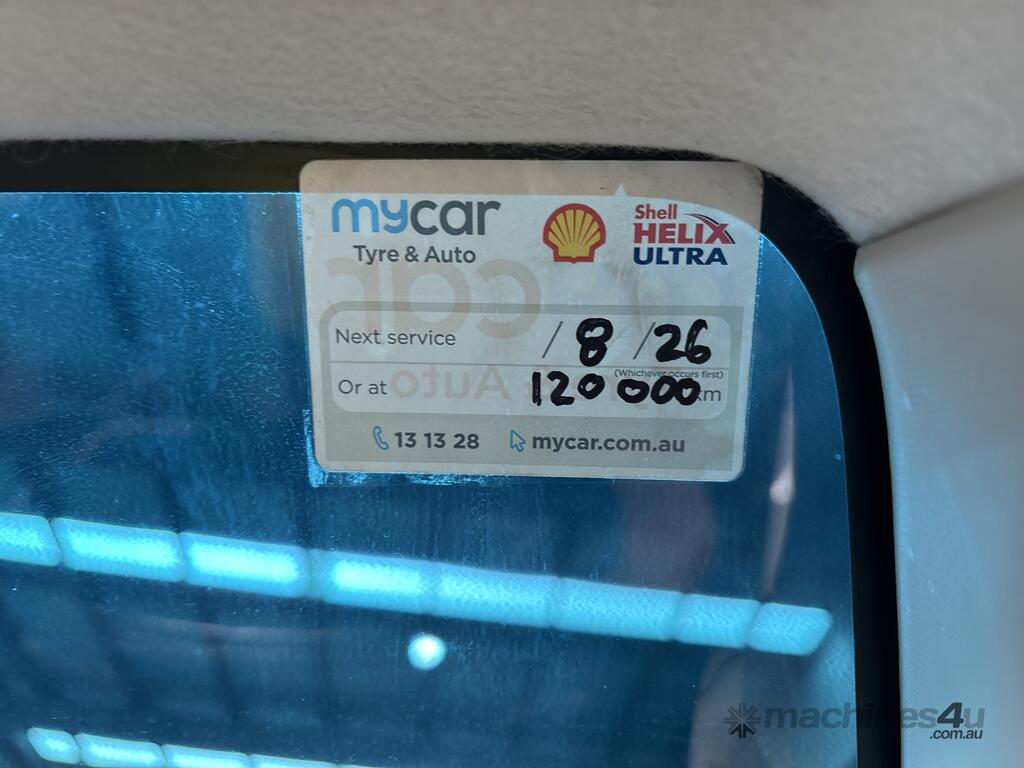 mycar
Tyre & Auto
Shell
HELIX
ULTRA
Next service / 8 / 26
(Whichever occurs first)
Or at 120 000 km
13 13 28 mycar.com.au
machines4u
.com.au